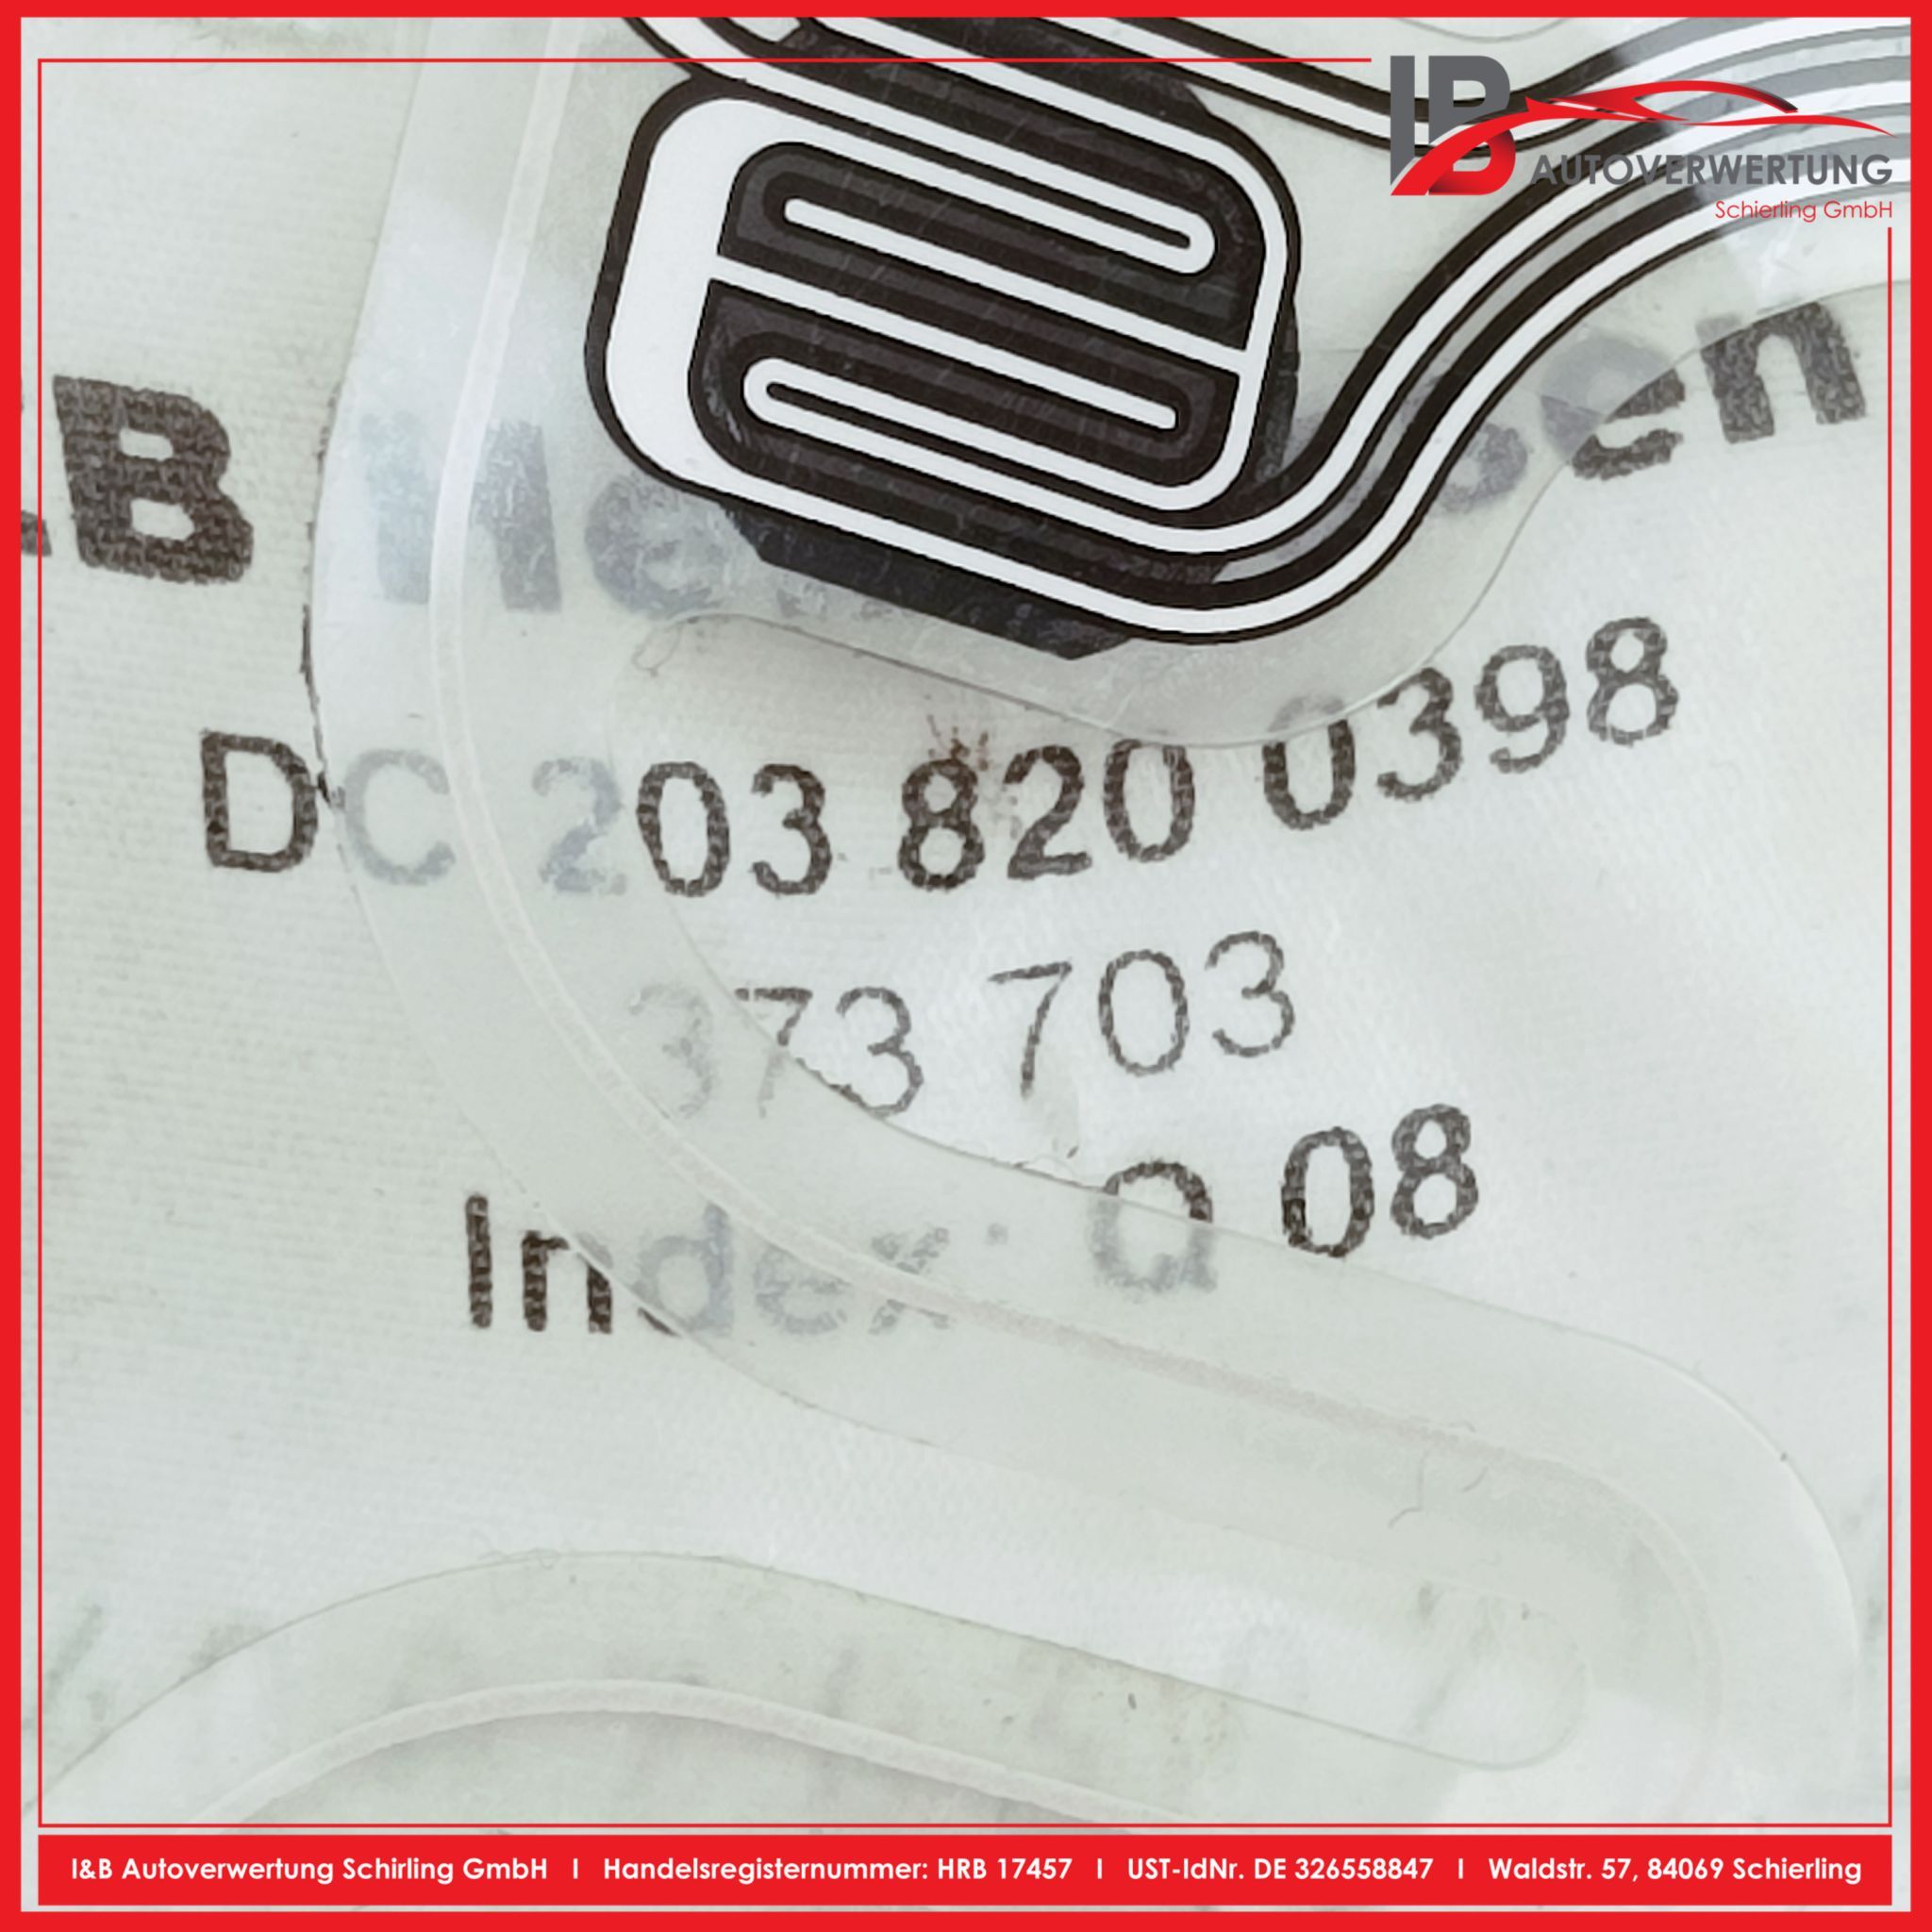 IB
AUTOVERWERTUNG
Schierling GmbH
DC 203 820 0398
373 703
Index Q 08
I&B Autoverwertung Schirling GmbH I Handelsregisternummer: HRB 17457 I UST-IdNr. DE 326558847 I Waldstr. 57, 84069 Schierling